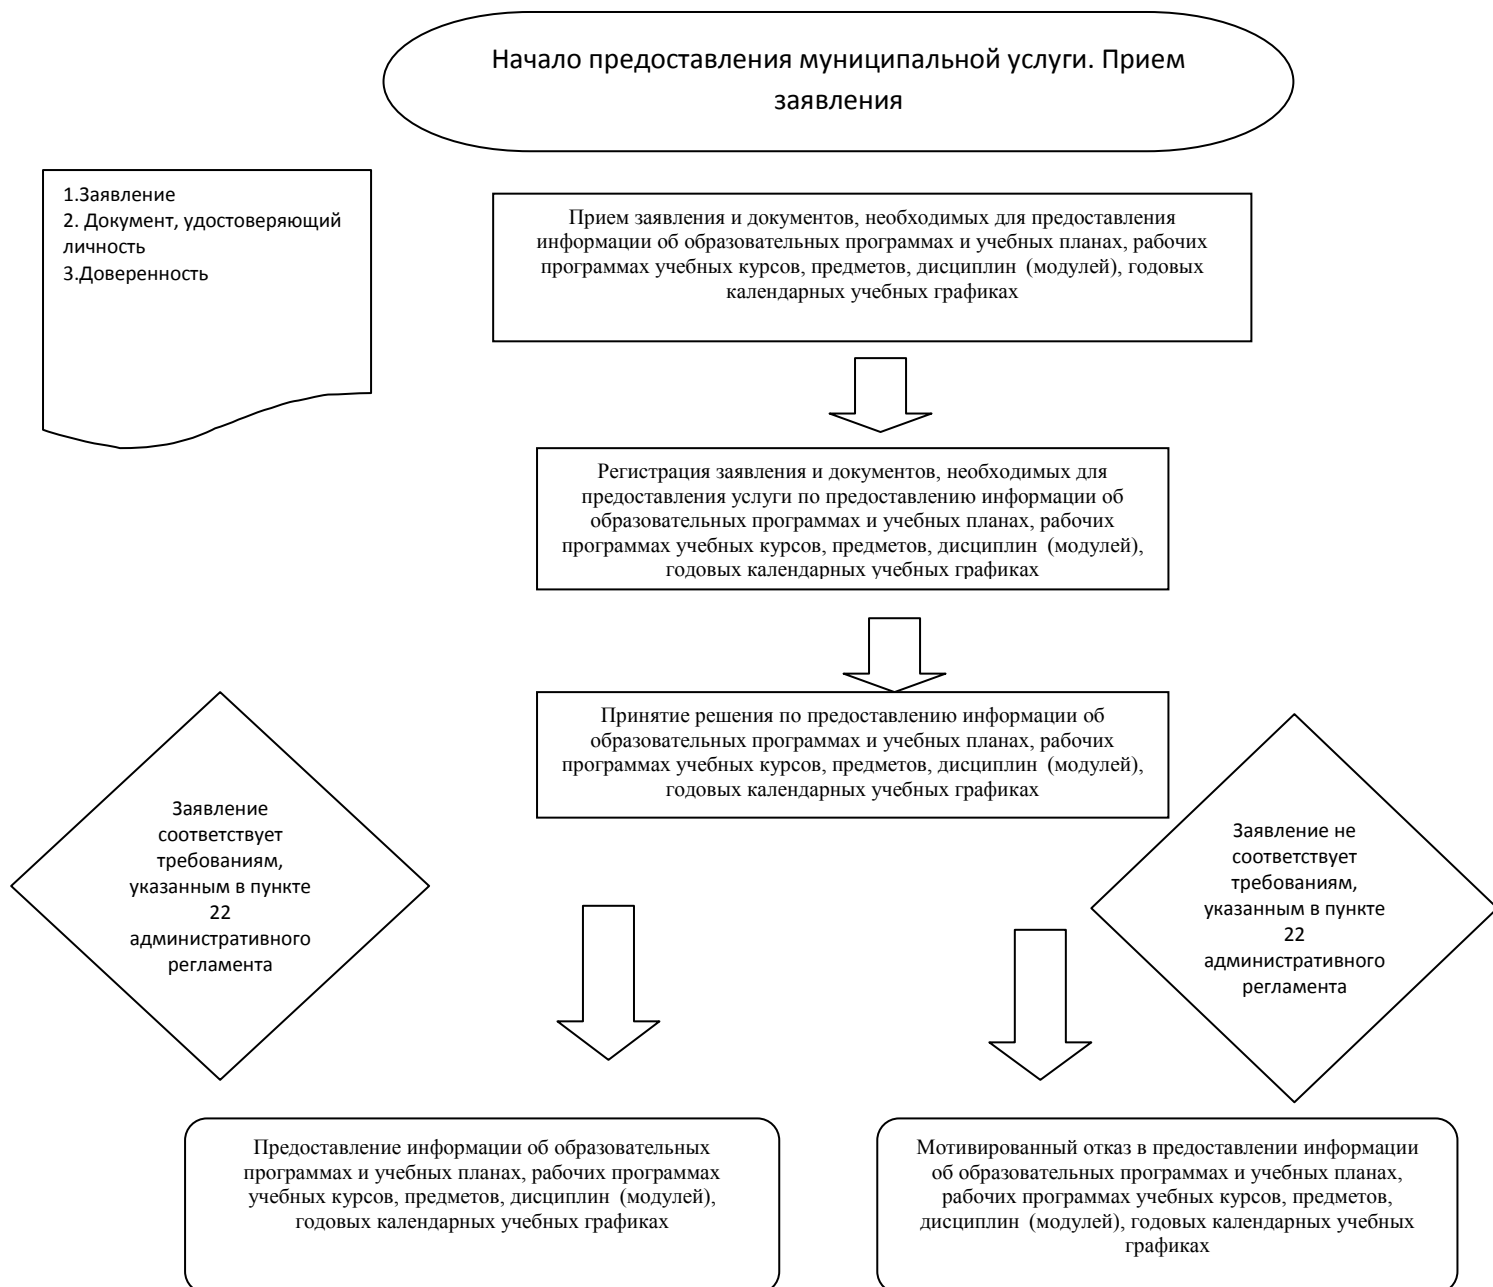 Начало предоставления муниципальной услуги. Прием
заявления
1.Заявление
2. Документ, удостоверяющий
личность
3.Доверенность
Прием заявления и документов, необходимых для предоставления
информации об образовательных программах и учебных планах, рабочих
программах учебных курсов, предметов, дисциплин (модулей), годовых
календарных учебных графиках
Регистрация заявления и документов, необходимых для
предоставления услуги по предоставлению информации об
образовательных программах и учебных планах, рабочих
программах учебных курсов, предметов, дисциплин (модулей),
годовых календарных учебных графиках
Принятие решения по предоставлению информации об
образовательных программах и учебных планах, рабочих
программах учебных курсов, предметов, дисциплин (модулей),
годовых календарных учебных графиках
Заявление
соответствует
требованиям,
указанным в пункте
22
административного
регламента
Заявление не
соответствует
требованиям,
указанным в пункте
22
административного
регламента
Предоставление информации об образовательных
программах и учебных планах, рабочих программах
учебных курсов, предметов, дисциплин (модулей),
годовых календарных учебных графиках
Мотивированный отказ в предоставлении информации
об образовательных программах и учебных планах,
рабочих программах учебных курсов, предметов,
дисциплин (модулей), годовых календарных учебных
графиках